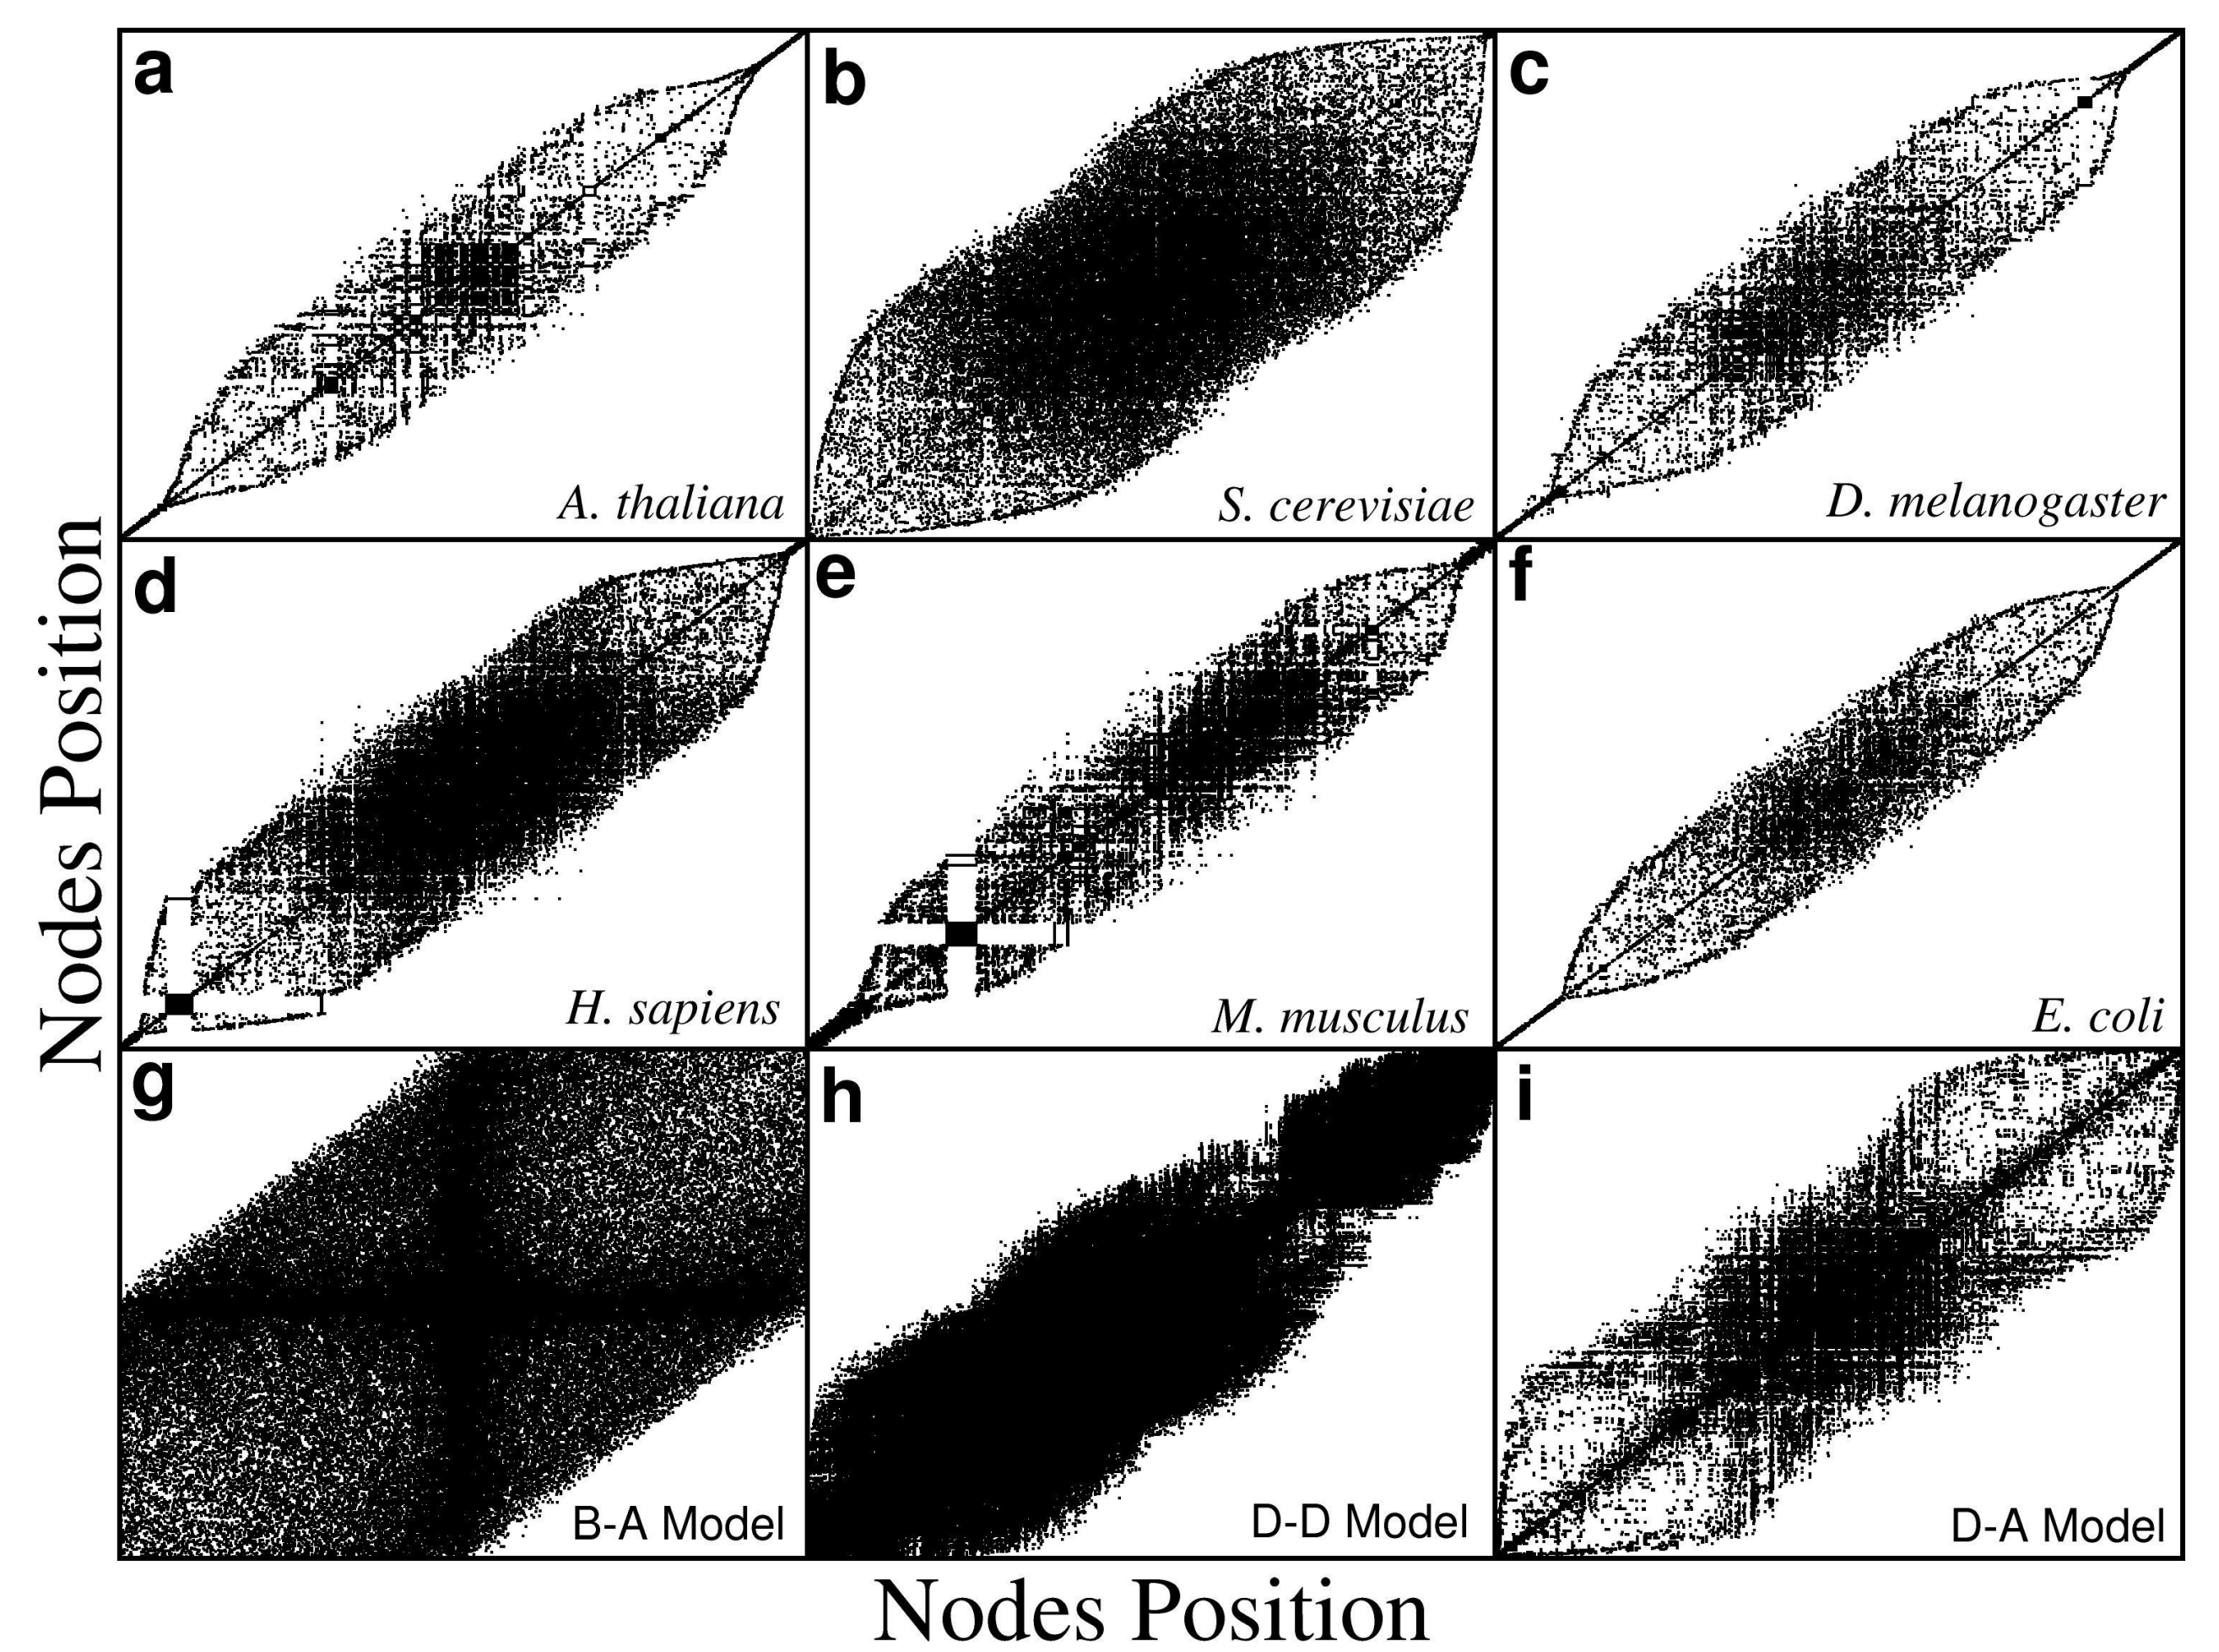 a
b
c
A. thaliana
S. cerevisiae
D. melanogaster
d
e
f
H. sapiens
M. musculus
E. coli
g
h
i
B-A Model
D-D Model
D-A Model
Nodes Position
Nodes Position